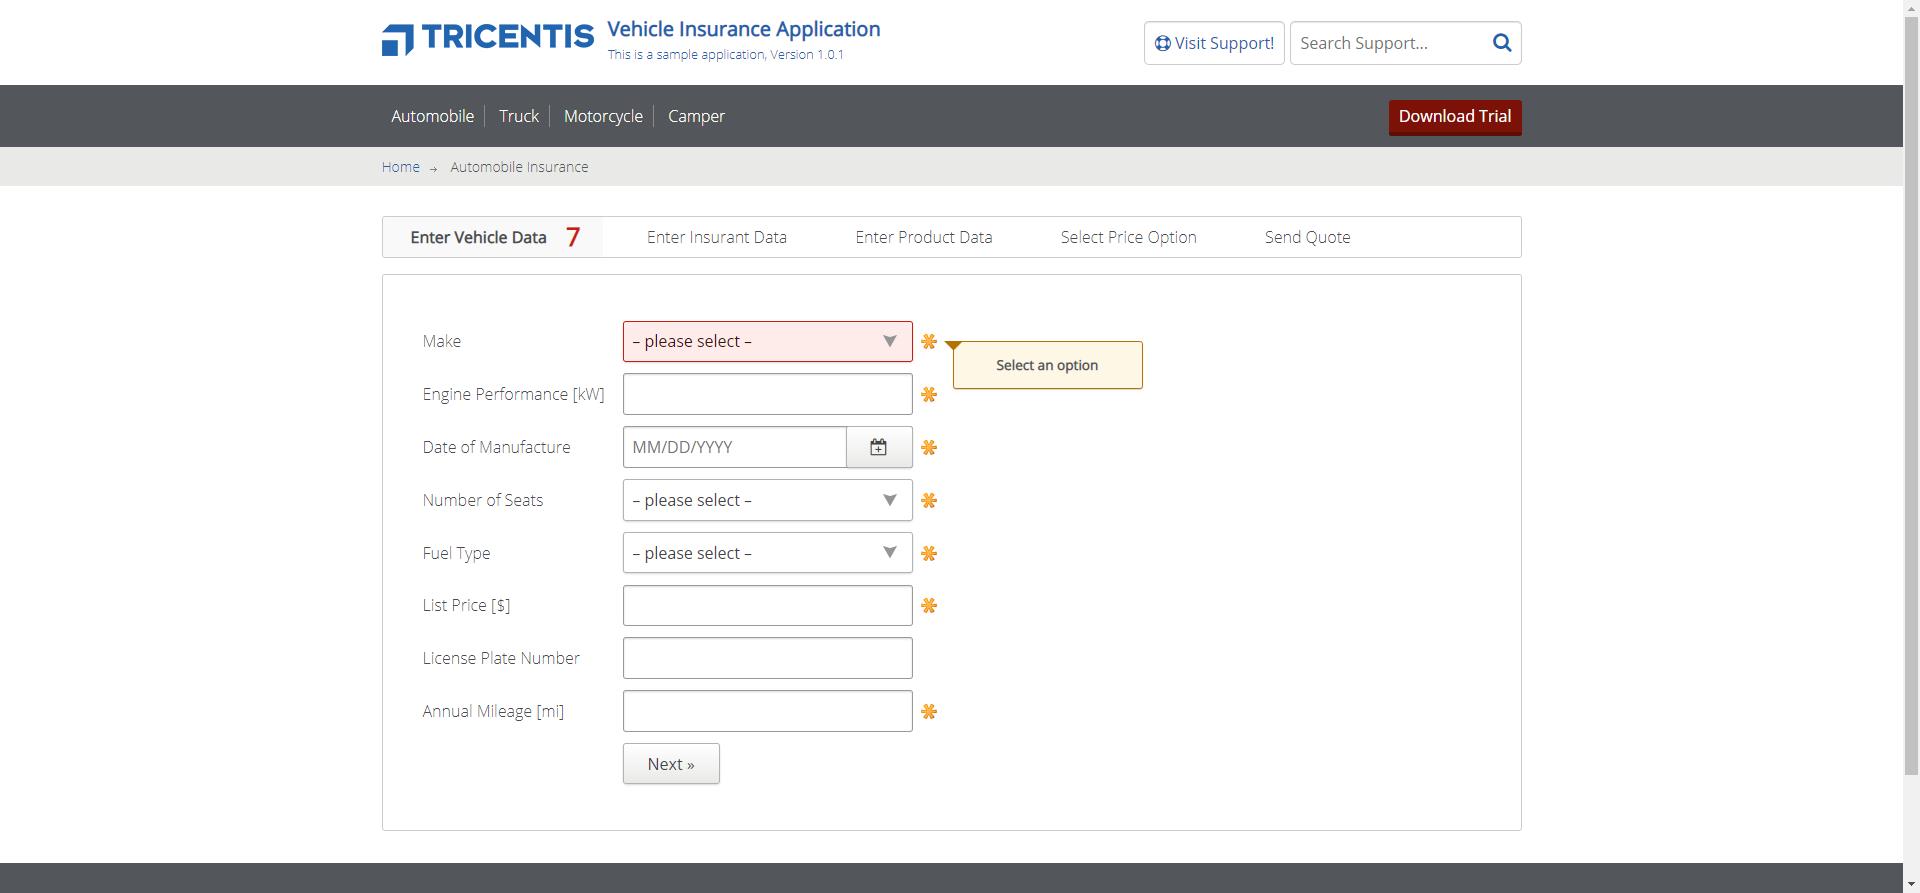 TRICENTIS Vehicle Insurance Application
This is a sample application, Version 1.0.1
Visit Support!
Search Support...
Automobile
Truck
Motorcycle
Camper
Download Trial
Home → Automobile Insurance
Enter Vehicle Data 7
Enter Insurant Data
Enter Product Data
Select Price Option
Send Quote
Make
– please select –
Select an option
Engine Performance [kW]
Date of Manufacture
MM/DD/YYYY
Number of Seats
– please select –
Fuel Type
– please select –
List Price [$]
License Plate Number
Annual Mileage [mi]
Next »